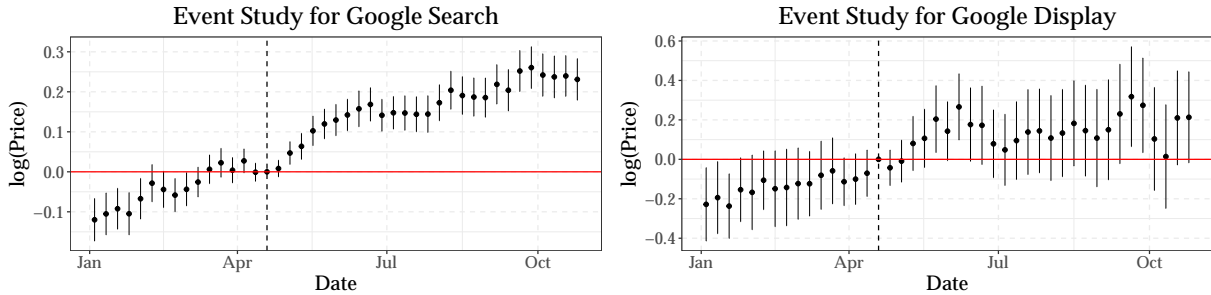 Event Study for Google Search
log(Price)
0.3
0.2
0.1
0.0
−0.1
Jan
Apr
Jul
Oct
Date
Event Study for Google Display
log(Price)
0.6
0.4
0.2
0.0
−0.2
−0.4
Jan
Apr
Jul
Oct
Date